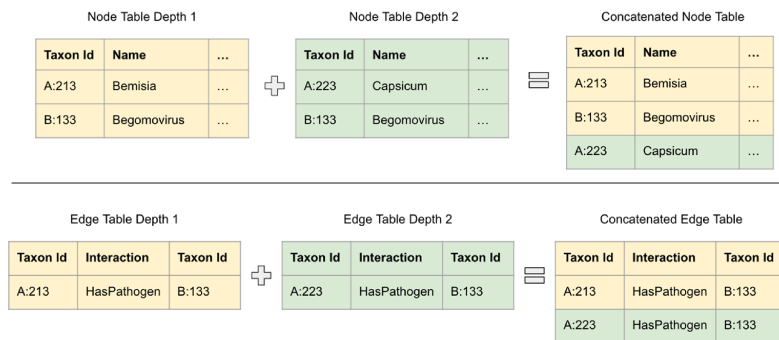 Node Table Depth 1 Node Table Depth 2 Concatenated Node Table
Taxon Id Name ... Taxon Id Name ... Taxon Id Name ...
A:213 Bemisia ... A:223 Capsicum ... A:213 Bemisia ...
B:133 Begomovirus ... B:133 Begomovirus ... B:133 Begomovirus ...
A:223 Capsicum ...
Edge Table Depth 1 Edge Table Depth 2 Concatenated Edge Table
Taxon Id Interaction Taxon Id Taxon Id Interaction Taxon Id Taxon Id Interaction Taxon Id
A:213 HasPathogen B:133 A:223 HasPathogen B:133 A:213 HasPathogen B:133
A:223 HasPathogen B:133